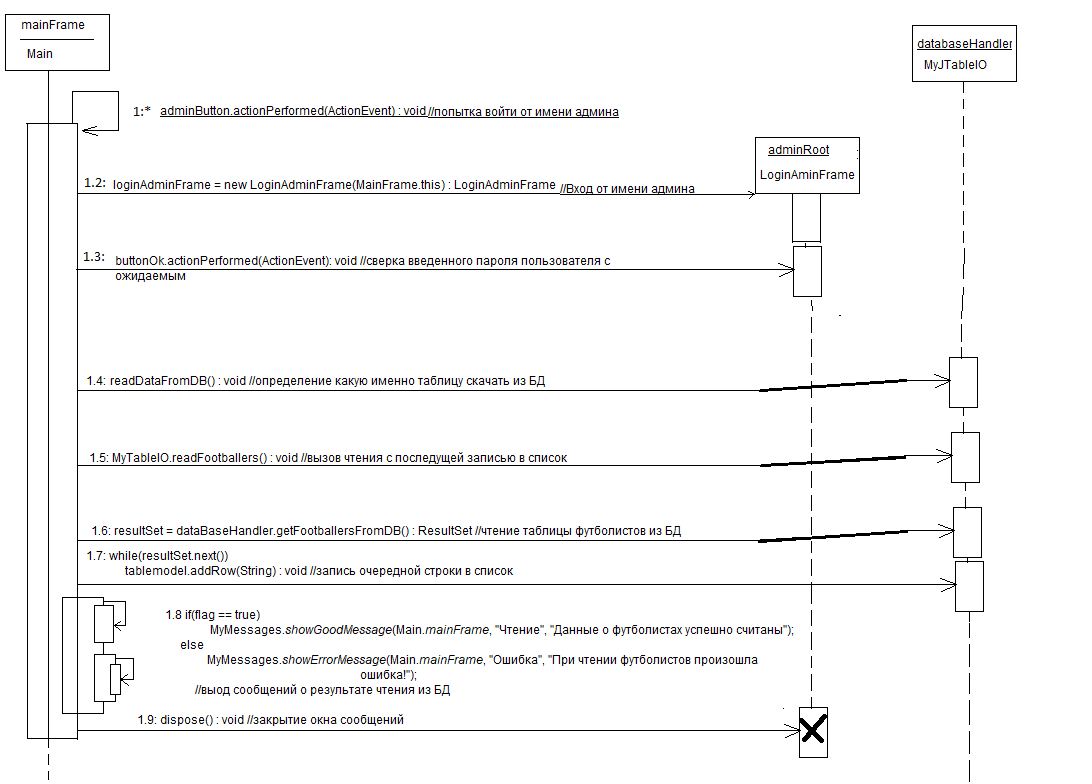 mainFrame
Main
databaseHandler
MyJTableIO
1:* adminButton.actionPerformed(ActionEvent) : void //попытка войти от имени админа
adminRoot
LoginAminFrame
1.2: loginAdminFrame = new LoginAdminFrame(MainFrame.this) : LoginAdminFrame //Вход от имени админа
1.3: buttonOk.actionPerformed(ActionEvent): void //сверка введенного пароля пользователя с
ожидаемым
1.4: readDataFromDB() : void //определение какую именно таблицу скачать из БД
1.5: MyTableIO.readFootballers() : void //вызов чтения с последущей записью в список
1.6: resultSet = dataBaseHandler.getFootballersFromDB() : ResultSet //чтение таблицы футболистов из БД
1.7: while(resultSet.next())
tablemodel.addRow(String) : void //запись очередной строки в список
1.8 if(flag == true)
MyMessages.showGoodMessage(Main.mainFrame, "Чтение", "Данные о футболистах успешно считаны");
else
MyMessages.showErrorMessage(Main.mainFrame, "Ошибка", "При чтении футболистов произошла
ошибка!");
//выод сообщений о результате чтения из БД
1.9: dispose() : void //закрытие окна сообщений